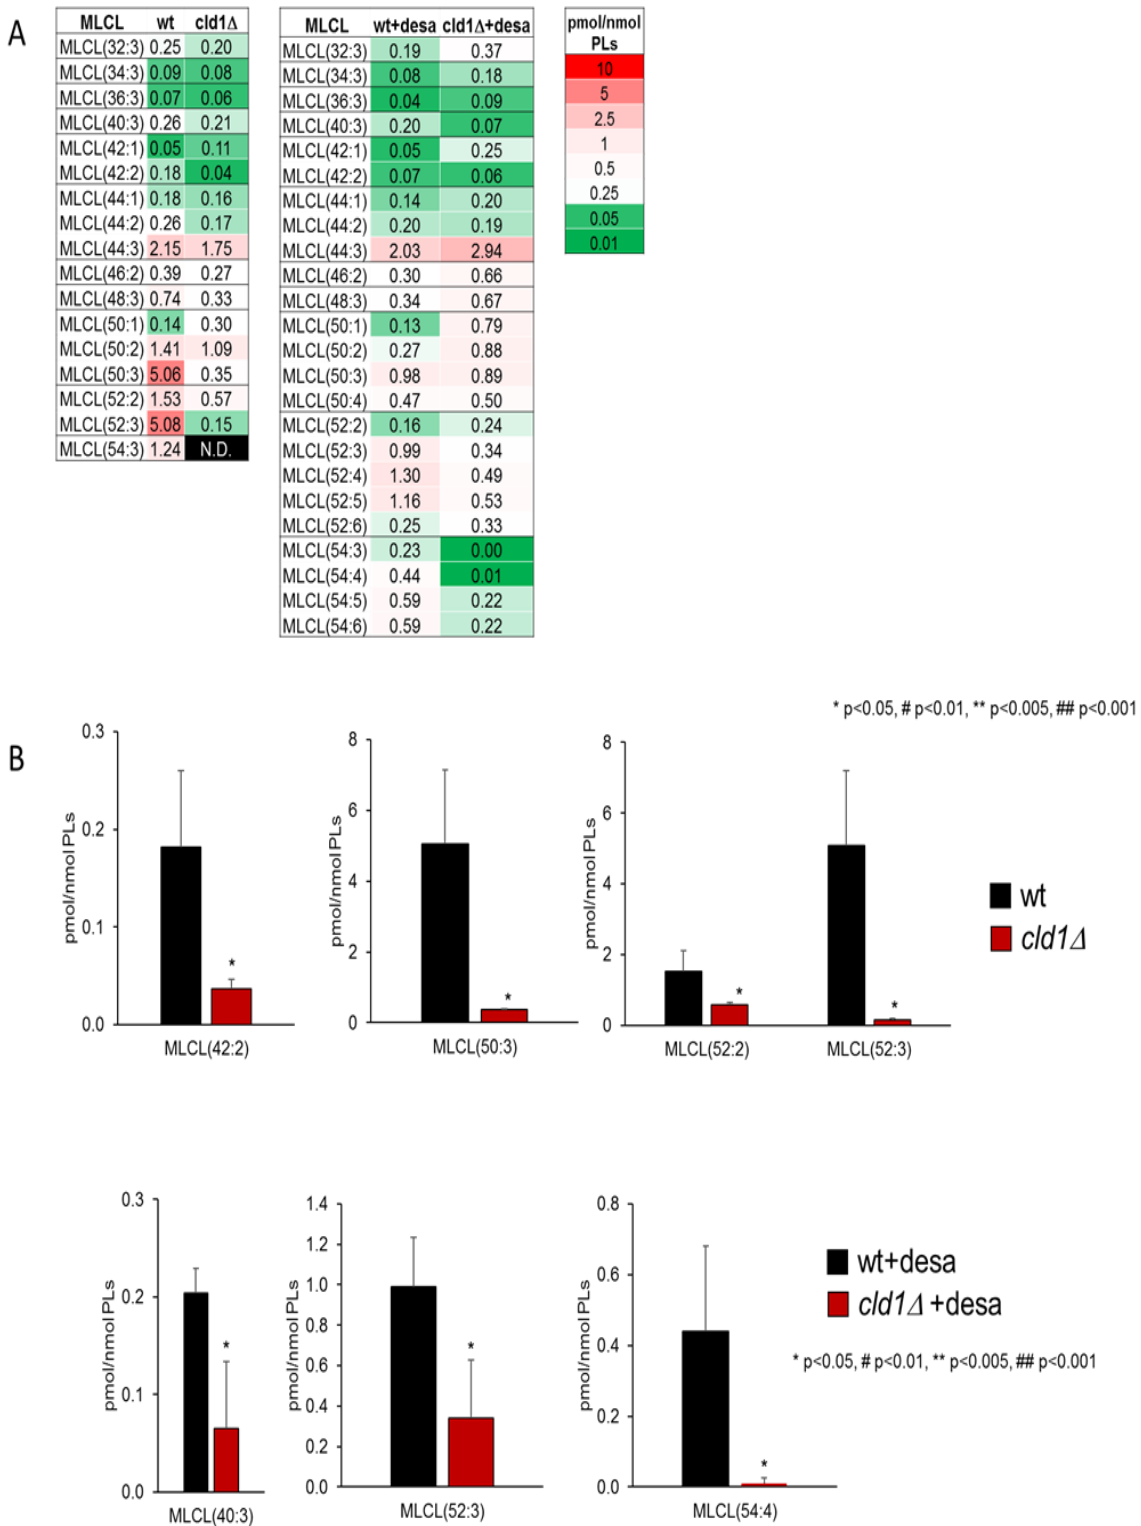 A
MLCL wt cld1Δ
MLCL(32:3) 0.25 0.20
MLCL(34:3) 0.09 0.08
MLCL(36:3) 0.07 0.06
MLCL(40:3) 0.26 0.21
MLCL(42:1) 0.05 0.11
MLCL(42:2) 0.18 0.04
MLCL(44:1) 0.18 0.16
MLCL(44:2) 0.26 0.17
MLCL(44:3) 2.15 1.75
MLCL(46:2) 0.39 0.27
MLCL(48:3) 0.74 0.33
MLCL(50:1) 0.14 0.30
MLCL(50:2) 1.41 1.09
MLCL(50:3) 5.06 0.35
MLCL(52:2) 1.53 0.57
MLCL(52:3) 5.08 0.15
MLCL(54:3) 1.24 N.D.
MLCL wt+desa cld1Δ+desa
MLCL(32:3) 0.19 0.37
MLCL(34:3) 0.08 0.18
MLCL(36:3) 0.04 0.09
MLCL(40:3) 0.20 0.07
MLCL(42:1) 0.05 0.25
MLCL(42:2) 0.07 0.06
MLCL(44:1) 0.14 0.20
MLCL(44:2) 0.20 0.19
MLCL(44:3) 2.03 2.94
MLCL(46:2) 0.30 0.66
MLCL(48:3) 0.34 0.67
MLCL(50:1) 0.13 0.79
MLCL(50:2) 0.27 0.88
MLCL(50:3) 0.98 0.89
MLCL(50:4) 0.47 0.50
MLCL(52:2) 0.16 0.24
MLCL(52:3) 0.99 0.34
MLCL(52:4) 1.30 0.49
MLCL(52:5) 1.16 0.53
MLCL(52:6) 0.25 0.33
MLCL(54:3) 0.23 0.00
MLCL(54:4) 0.44 0.01
MLCL(54:5) 0.59 0.22
MLCL(54:6) 0.59 0.22
pmol/nmol
PLs
10
5
2.5
1
0.5
0.25
0.05
0.01
* p<0.05, # p<0.01, ** p<0.005, ## p<0.001
B
pmol/nmol PLs
0.3
0.2
0.1
0.0
*
MLCL(42:2)
pmol/nmol PLs
8
6
4
2
0
*
MLCL(50:3)
pmol/nmol PLs
8
6
4
2
0
*
*
MLCL(52:2) MLCL(52:3)
wt
cld1Δ
pmol/nmol PLs
0.3
0.2
0.1
0.0
*
MLCL(40:3)
pmol/nmol PLs
1.4
1.2
1.0
0.8
0.6
0.4
0.2
0.0
*
MLCL(52:3)
pmol/nmol PLs
0.8
0.6
0.4
0.2
0.0
*
MLCL(54:4)
wt+desa
cld1Δ +desa
* p<0.05, # p<0.01, ** p<0.005, ## p<0.001